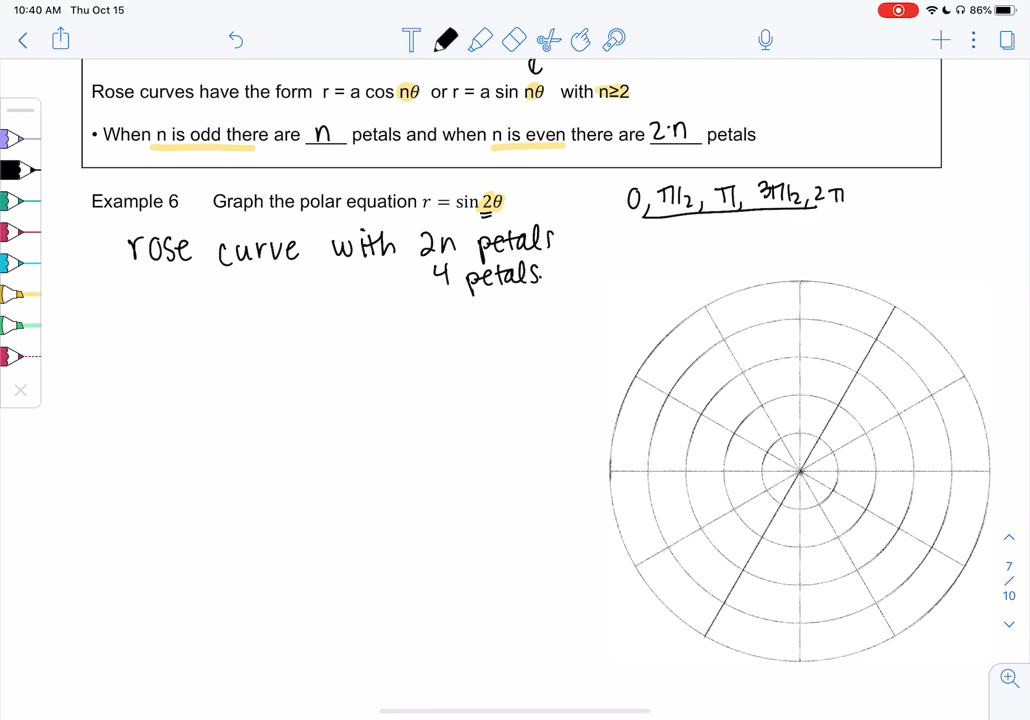 10:40 AM Thu Oct 15
86%
Rose curves have the form r = a cos nθ or r = a sin nθ with n≥2
• When n is odd there are n petals and when n is even there are 2·n petals
Example 6 Graph the polar equation r = sin 2θ
0, π/2, π, 3π/2, 2π
rose curve with 2n petals
4 petals.
7
/
10